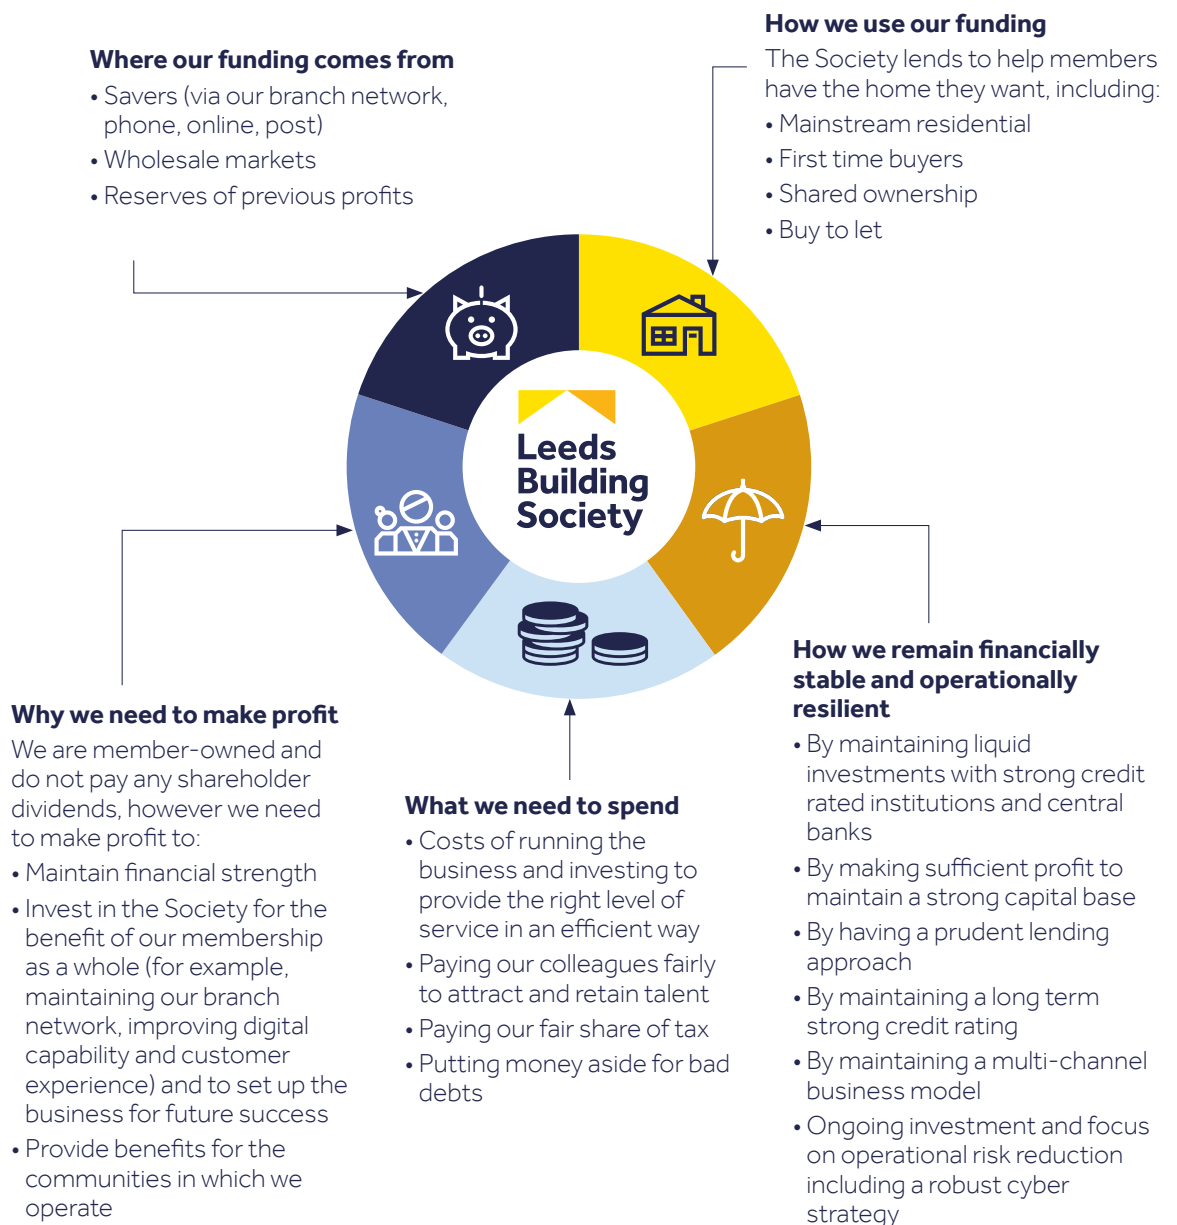 Where our funding comes from
• Savers (via our branch network,
phone, online, post)
• Wholesale markets
• Reserves of previous profits
How we use our funding
The Society lends to help members
have the home they want, including:
• Mainstream residential
• First time buyers
• Shared ownership
• Buy to let
Leeds
Building
Society
How we remain financially
stable and operationally
resilient
• By maintaining liquid
investments with strong credit
rated institutions and central
banks
• By making sufficient profit to
maintain a strong capital base
• By having a prudent lending
approach
• By maintaining a long term
strong credit rating
• By maintaining a multi-channel
business model
• Ongoing investment and focus
on operational risk reduction
including a robust cyber
strategy
What we need to spend
• Costs of running the
business and investing to
provide the right level of
service in an efficient way
• Paying our colleagues fairly
to attract and retain talent
• Paying our fair share of tax
• Putting money aside for bad
debts
Why we need to make profit
We are member-owned and
do not pay any shareholder
dividends, however we need
to make profit to:
• Maintain financial strength
• Invest in the Society for the
benefit of our membership
as a whole (for example,
maintaining our branch
network, improving digital
capability and customer
experience) and to set up the
business for future success
• Provide benefits for the
communities in which we
operate